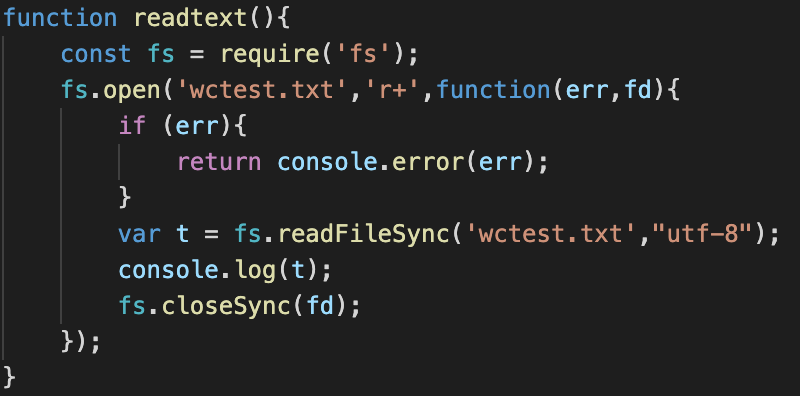 function readtext(){
    const fs = require('fs');
    fs.open('wctest.txt','r+',function(err,fd){
        if (err){
            return console.error(err);
        }
        var t = fs.readFileSync('wctest.txt',"utf-8");
        console.log(t);
        fs.closeSync(fd);
    });
}